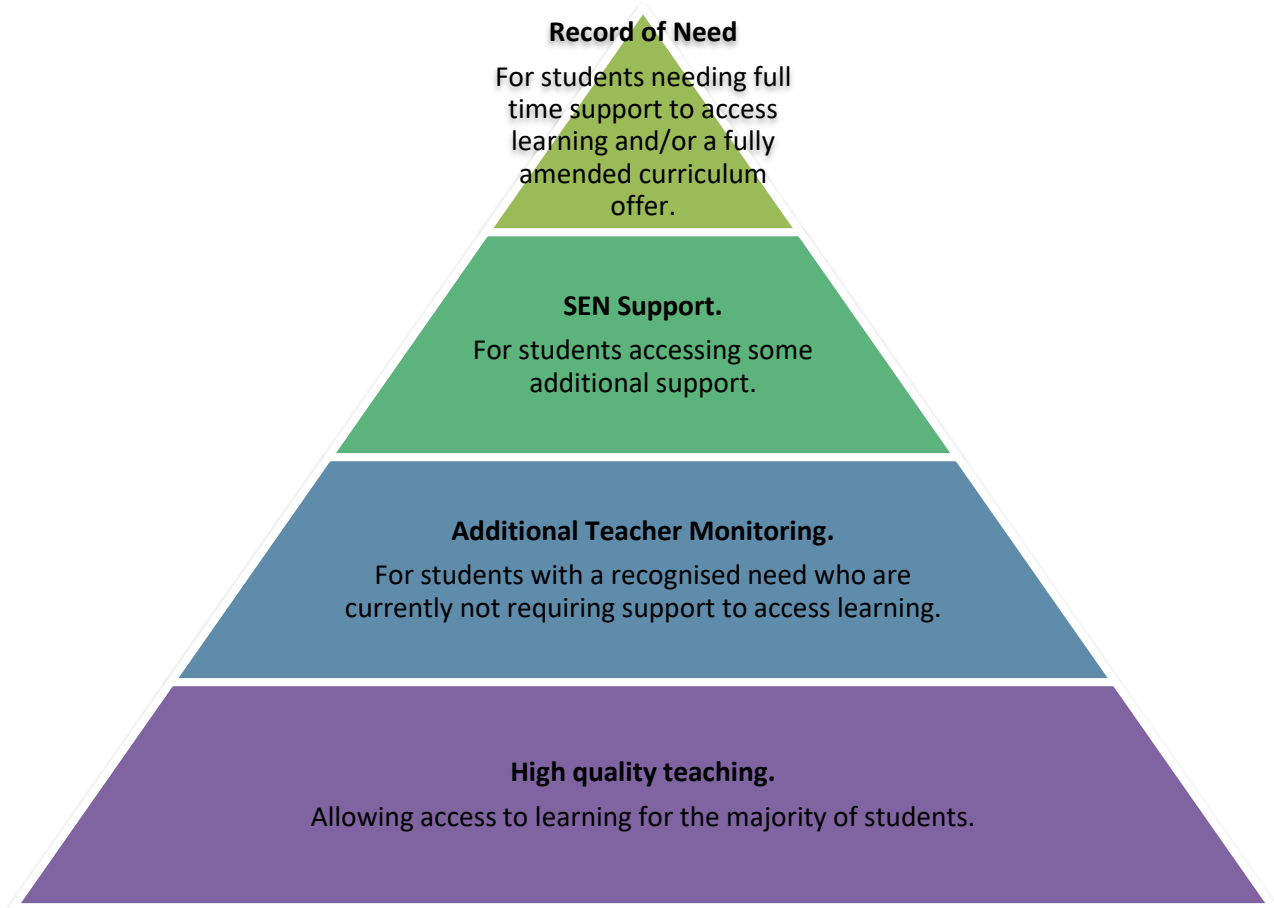 Record of Need
For students needing full
time support to access
learning and/or a fully
amended curriculum
offer.
SEN Support.
For students accessing some
additional support.
Additional Teacher Monitoring.
For students with a recognised need who are
currently not requiring support to access learning.
High quality teaching.
Allowing access to learning for the majority of students.